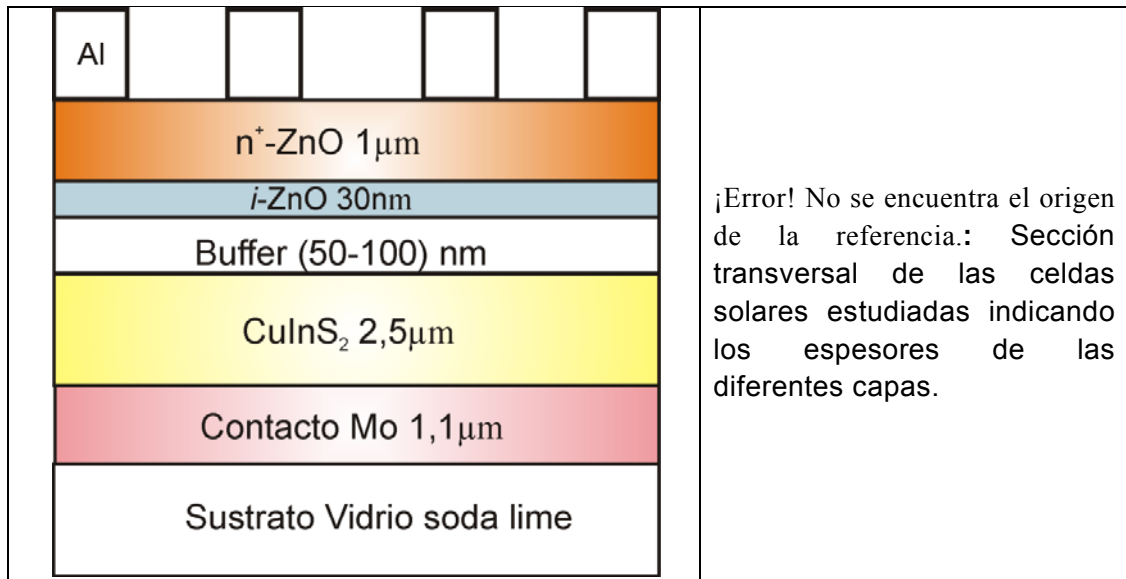 Al
n⁺-ZnO 1μm
i-ZnO 30nm
Buffer (50-100) nm
CuInS₂ 2,5μm
Contacto Mo 1,1μm
Sustrato Vidrio soda lime
¡Error! No se encuentra el origen
de la referencia.: Sección
transversal de las celdas
solares estudiadas indicando
los espesores de las
diferentes capas.